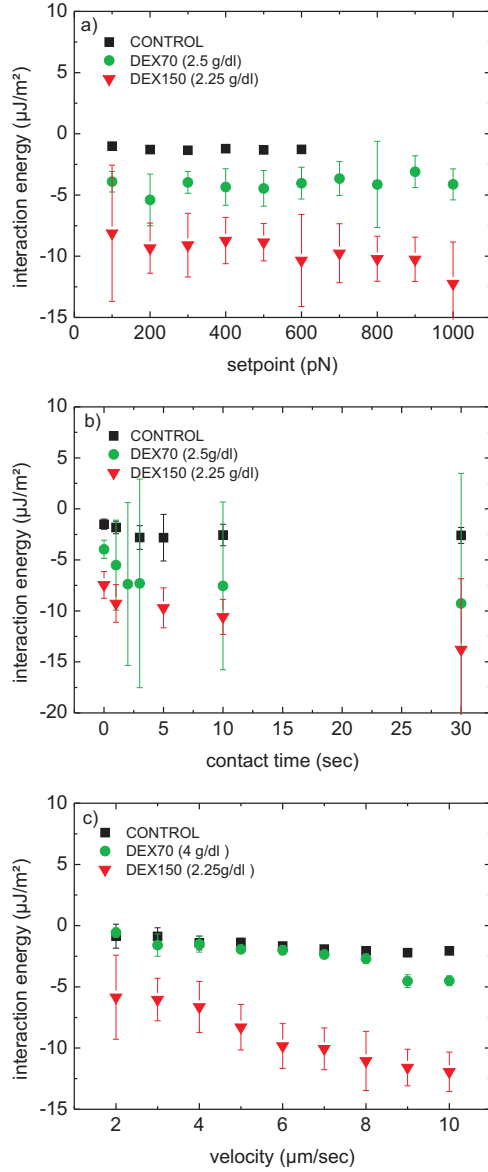 a)
CONTROL
DEX70 (2.5 g/dl)
DEX150 (2.25 g/dl)
interaction energy (µJ/m²)
10
5
0
-5
-10
-15
0 200 400 600 800 1000
setpoint (pN)
b)
CONTROL
DEX70 (2.5g/dl)
DEX150 (2.25 g/dl)
interaction energy (µJ/m²)
10
5
0
-5
-10
-15
-20
0 5 10 15 20 25 30
contact time (sec)
c)
CONTROL
DEX70 (4 g/dl )
DEX150 (2.25g/dl )
interaction energy (µJ/m²)
10
5
0
-5
-10
-15
2 4 6 8 10
velocity (µm/sec)